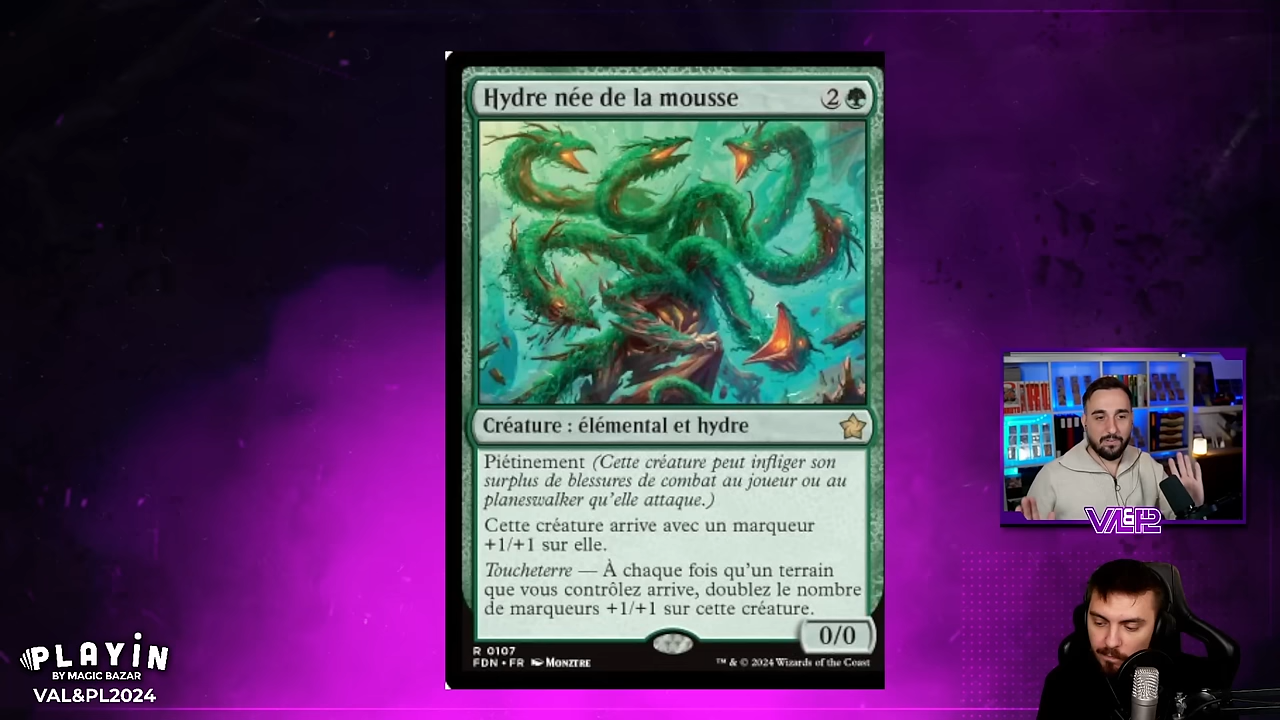 Hydre née de la mousse 2
Créature : élémental et hydre
Piétinement (Cette créature peut infliger son
surplus de blessures de combat au joueur ou au
planeswalker qu'elle attaque.)
Cette créature arrive avec un marqueur
+1/+1 sur elle.
Toucheterre — À chaque fois qu'un terrain
que vous contrôlez arrive, doublez le nombre
de marqueurs +1/+1 sur cette créature.
0/0
R 0107
FDN • FR MONZTRE
™ & © 2024 Wizards of the Coast
PLAYIN
BY MAGIC BAZAR
VAL&PL2024